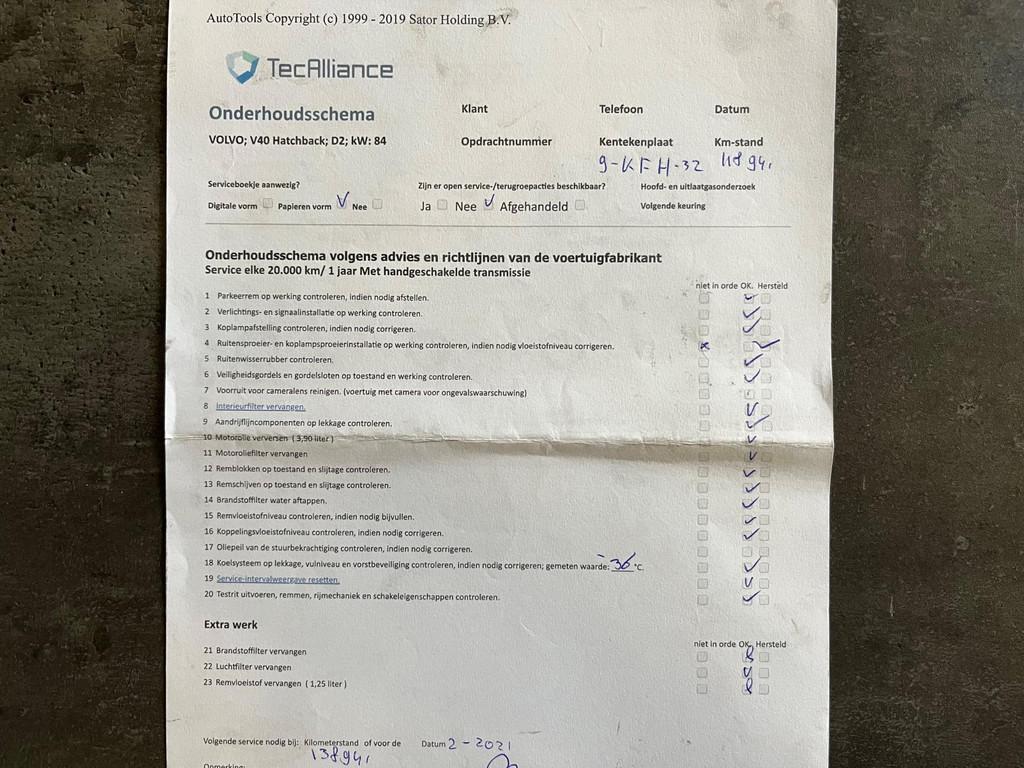 AutoTools Copyright (c) 1999 - 2019 Sator Holding B.V.
TecAlliance
Onderhoudsschema Klant Telefoon Datum
VOLVO; V40 Hatchback; D2; kW: 84 Opdrachtnummer Kentekenplaat Km-stand
9-KFH-32 118941
Serviceboekje aanwezig? Zijn er open service-/terugroepacties beschikbaar? Hoofd- en uitlaatgasonderzoek
Digitale vorm Papieren vorm Nee Ja Nee Afgehandeld Volgende keuring
Onderhoudsschema volgens advies en richtlijnen van de voertuigfabrikant
Service elke 20.000 km/ 1 jaar Met handgeschakelde transmissie
niet in orde OK. Hersteld
1 Parkeerrem op werking controleren, indien nodig afstellen.
2 Verlichtings- en signaalinstallatie op werking controleren.
3 Koplampafstelling controleren, indien nodig corrigeren.
4 Ruitensproeier- en koplampsproeierinstallatie op werking controleren, indien nodig vloeistofniveau corrigeren.
5 Ruitenwisserrubber controleren.
6 Veiligheidsgordels en gordelsloten op toestand en werking controleren.
7 Voorruit voor cameralens reinigen. (voertuig met camera voor ongevalswaarschuwing)
8 Interieurfilter vervangen.
9 Aandrijflijncomponenten op lekkage controleren.
10 Motorolie verversen ( 3,90 liter )
11 Motoroliefilter vervangen
12 Remblokken op toestand en slijtage controleren.
13 Remschijven op toestand en slijtage controleren.
14 Brandstoffilter water aftappen.
15 Remvloeistofniveau controleren, indien nodig bijvullen.
16 Koppelingsvloeistofniveau controleren, indien nodig corrigeren.
17 Oliepeil van de stuurbekrachtiging controleren, indien nodig corrigeren.
18 Koelsysteem op lekkage, vulniveau en vorstbeveiliging controleren, indien nodig corrigeren; gemeten waarde: -36 °C.
19 Service-intervalweergave resetten.
20 Testrit uitvoeren, remmen, rijmechaniek en schakeleigenschappen controleren.
Extra werk niet in orde OK. Hersteld
21 Brandstoffilter vervangen
22 Luchtfilter vervangen
23 Remvloeistof vervangen ( 1,25 liter )
Volgende service nodig bij: Kilometerstand of voor de Datum 2-2021
138.941
Opmerking: